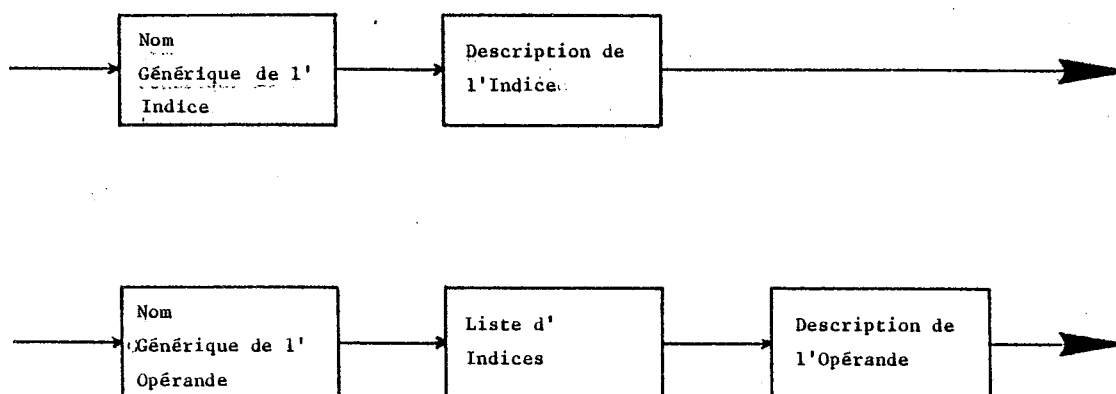 Nom
Générique de l'
Indice
Description de
l'Indice
Nom
Générique de l'
Opérande
Liste d'
Indices
Description de
l'Opérande